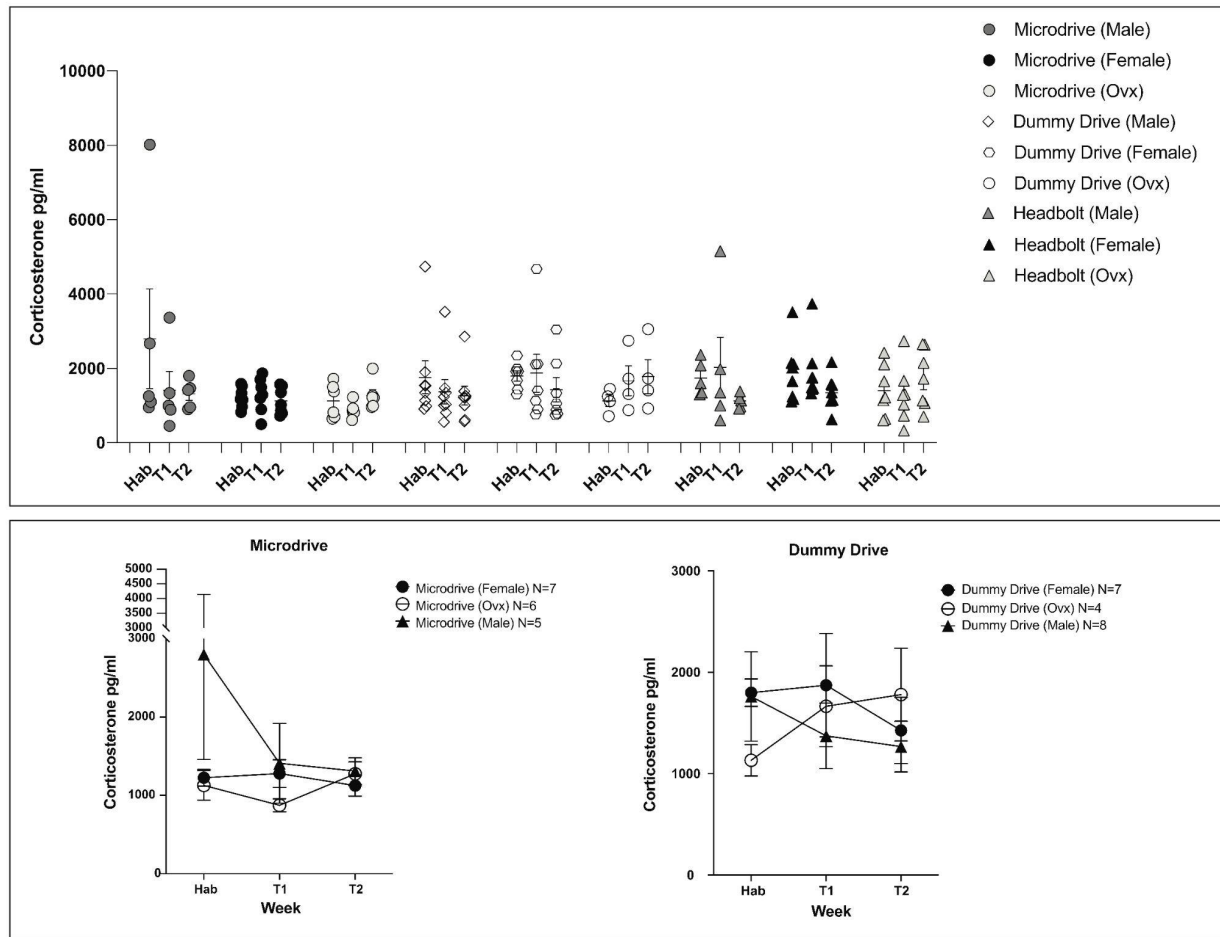 Microdrive (Male)
Microdrive (Female)
Microdrive (Ovx)
Dummy Drive (Male)
Dummy Drive (Female)
Dummy Drive (Ovx)
Headbolt (Male)
Headbolt (Female)
Headbolt (Ovx)
Corticosterone pg/ml
10000
8000
6000
4000
2000
0
Hab T1 T2 Hab T1 T2 Hab T1 T2 Hab T1 T2 Hab T1 T2 Hab T1 T2 Hab T1 T2 Hab T1 T2 Hab T1 T2
Microdrive
Corticosterone pg/ml
5000
4500
4000
3500
3000
3000
2000
1000
0
Microdrive (Female) N=7
Microdrive (Ovx) N=6
Microdrive (Male) N=5
Hab T1 T2
Week
Dummy Drive
Corticosterone pg/ml
3000
2000
1000
0
Dummy Drive (Female) N=7
Dummy Drive (Ovx) N=4
Dummy Drive (Male) N=8
Hab T1 T2
Week